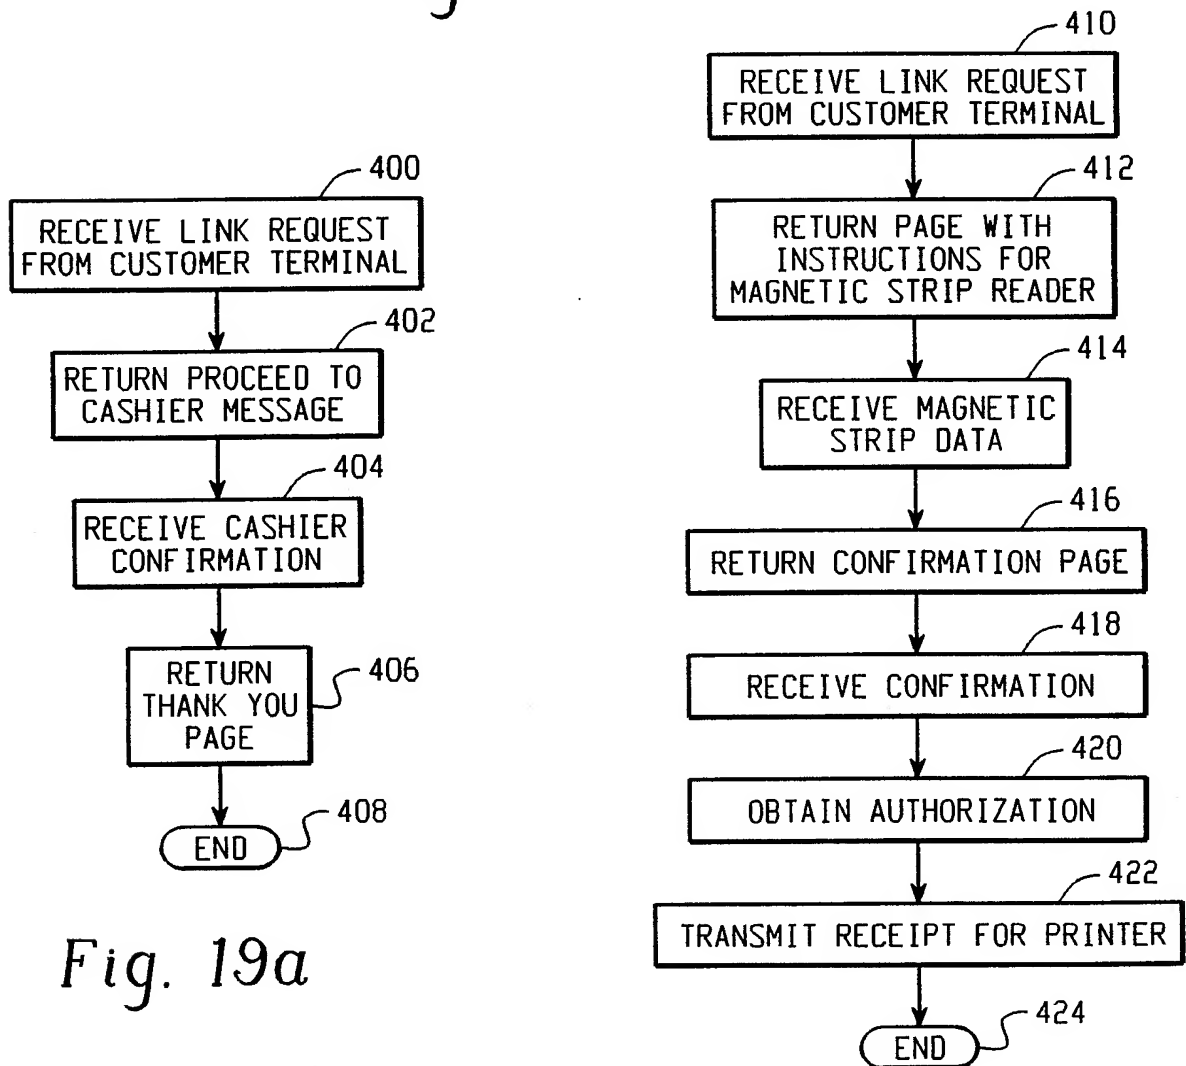 400
RECEIVE LINK REQUEST
FROM CUSTOMER TERMINAL
402
RETURN PROCEED TO
CASHIER MESSAGE
404
RECEIVE CASHIER
CONFIRMATION
RETURN
THANK YOU
PAGE
406
END
408
Fig. 19a
410
RECEIVE LINK REQUEST
FROM CUSTOMER TERMINAL
412
RETURN PAGE WITH
INSTRUCTIONS FOR
MAGNETIC STRIP READER
414
RECEIVE MAGNETIC
STRIP DATA
416
RETURN CONFIRMATION PAGE
418
RECEIVE CONFIRMATION
420
OBTAIN AUTHORIZATION
422
TRANSMIT RECEIPT FOR PRINTER
424
END